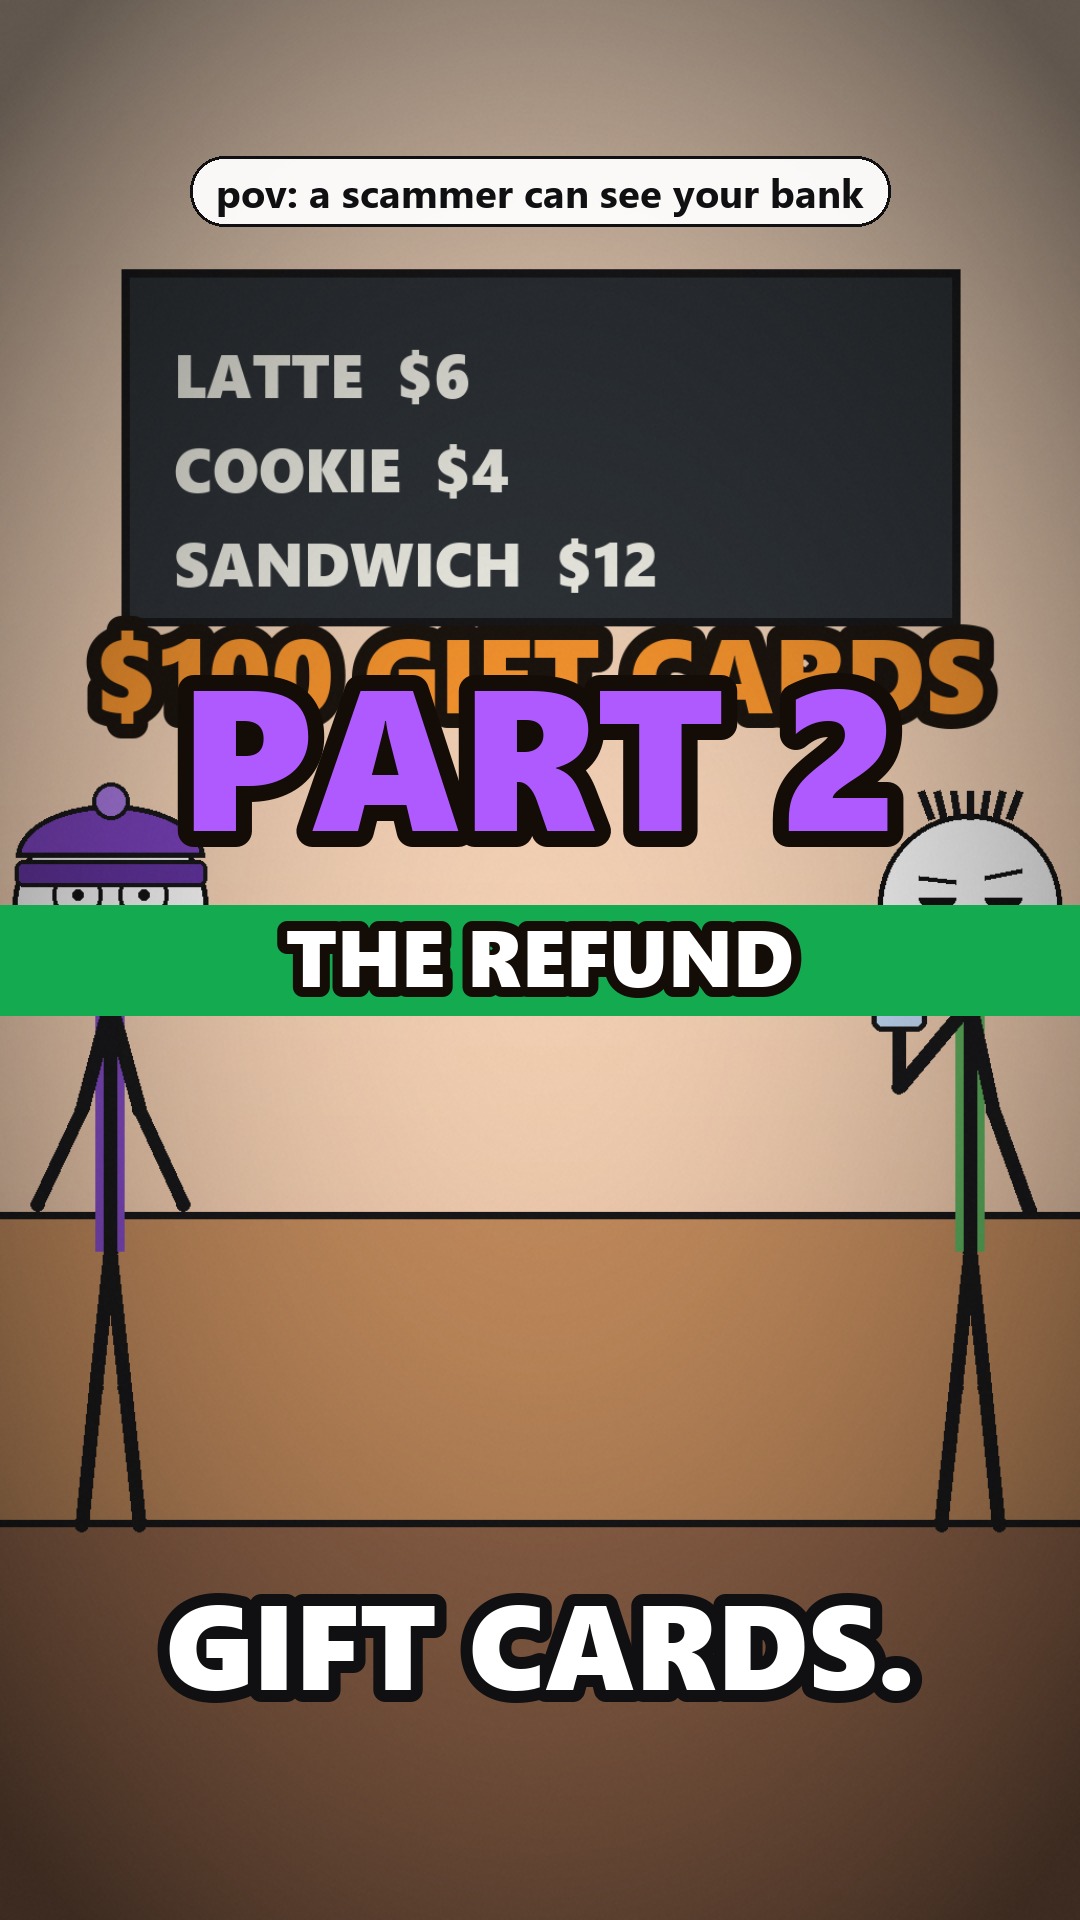 pov: a scammer can see your bank
LATTE $6
COOKIE $4
SANDWICH $12
$100 GIFT CARDS
PART 2
THE REFUND
GIFT CARDS.